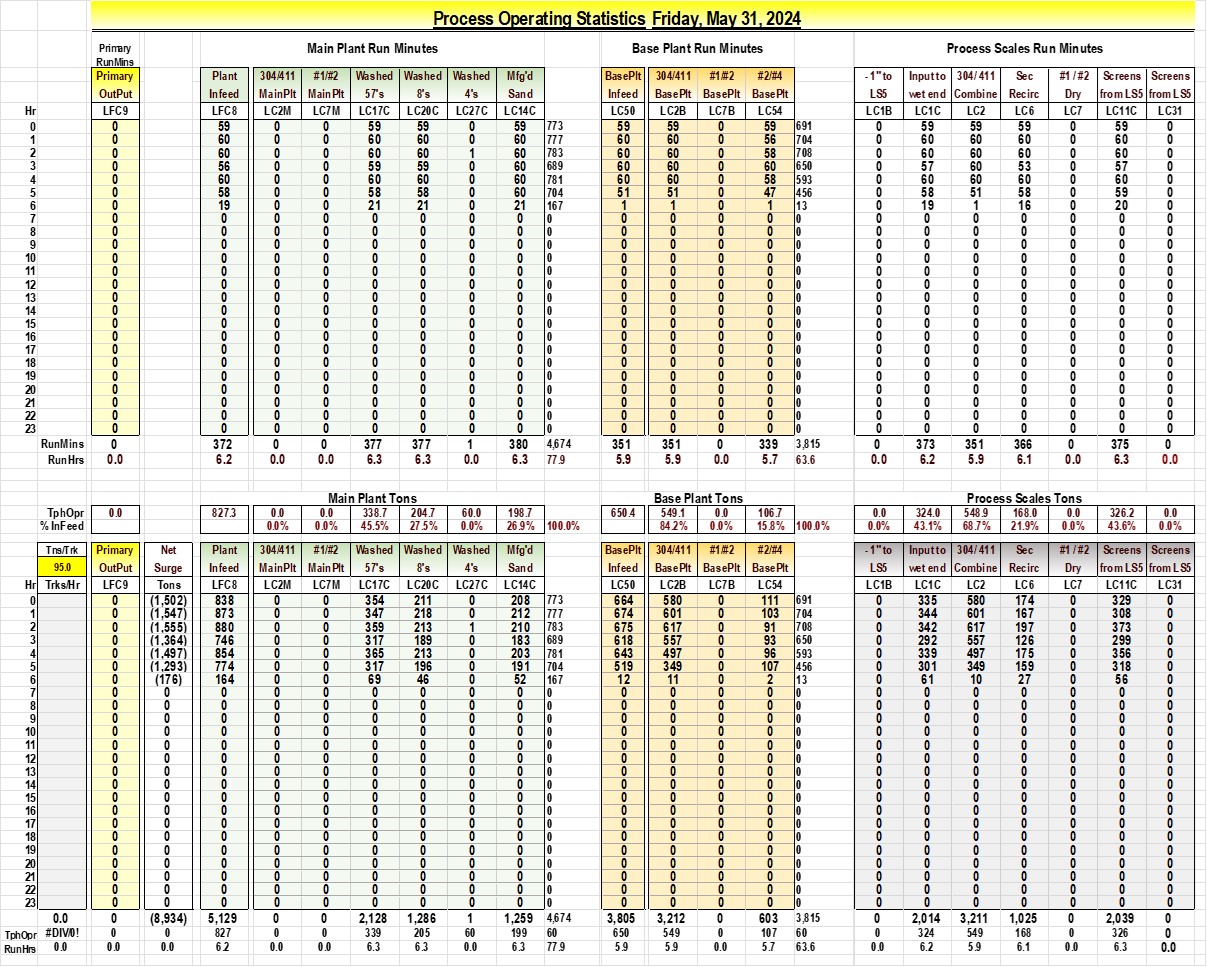 Process Operating Statistics Friday, May 31, 2024
Primary Main Plant Run Minutes Base Plant Run Minutes Process Scales Run Minutes
RunMins
Primary Plant 304/411 #1/#2 Washed Washed Washed Mfg'd BasePlt 304/411 #1/#2 #2/#4 - 1" to Input to 304/ 411 Sec #1 / #2 Screens Screens
OutPut Infeed MainPlt Main Plt 57's 8's 4's Sand Infeed BasePlt BasePlt BasePlt LS5 wet end Combine Recirc Dry from LS5 from LS5
Hr LFC9 LFC8 LC2M LC7M LC17C LC20C LC27C LC14C LC50 LC2B LC7B LC54 LC1B LC1C LC2 LC6 LC7 LC11C LC31
0 0 59 0 0 59 59 0 59 773 59 59 0 59 691 0 59 59 59 0 59 0
1 0 60 0 0 60 60 0 60 777 60 60 0 56 704 0 60 60 60 0 60 0
2 0 60 0 0 60 60 1 60 783 60 60 0 58 708 0 60 60 60 0 60 0
3 0 56 0 0 59 59 0 60 689 60 60 0 60 650 0 57 60 53 0 57 0
4 0 60 0 0 60 60 0 60 781 60 60 0 58 593 0 60 60 60 0 60 0
5 0 58 0 0 58 58 0 60 704 51 51 0 47 456 0 58 51 58 0 59 0
6 0 19 0 0 21 21 0 21 167 1 1 0 1 13 0 19 1 16 0 20 0
7 0 0 0 0 0 0 0 0 0 0 0 0 0 0 0 0 0 0 0 0 0
8 0 0 0 0 0 0 0 0 0 0 0 0 0 0 0 0 0 0 0 0 0
9 0 0 0 0 0 0 0 0 0 0 0 0 0 0 0 0 0 0 0 0 0
10 0 0 0 0 0 0 0 0 0 0 0 0 0 0 0 0 0 0 0 0 0
11 0 0 0 0 0 0 0 0 0 0 0 0 0 0 0 0 0 0 0 0 0
12 0 0 0 0 0 0 0 0 0 0 0 0 0 0 0 0 0 0 0 0 0
13 0 0 0 0 0 0 0 0 0 0 0 0 0 0 0 0 0 0 0 0 0
14 0 0 0 0 0 0 0 0 0 0 0 0 0 0 0 0 0 0 0 0 0
15 0 0 0 0 0 0 0 0 0 0 0 0 0 0 0 0 0 0 0 0 0
16 0 0 0 0 0 0 0 0 0 0 0 0 0 0 0 0 0 0 0 0 0
17 0 0 0 0 0 0 0 0 0 0 0 0 0 0 0 0 0 0 0 0 0
18 0 0 0 0 0 0 0 0 0 0 0 0 0 0 0 0 0 0 0 0 0
19 0 0 0 0 0 0 0 0 0 0 0 0 0 0 0 0 0 0 0 0 0
20 0 0 0 0 0 0 0 0 0 0 0 0 0 0 0 0 0 0 0 0 0
21 0 0 0 0 0 0 0 0 0 0 0 0 0 0 0 0 0 0 0 0 0
22 0 0 0 0 0 0 0 0 0 0 0 0 0 0 0 0 0 0 0 0 0
23 0 0 0 0 0 0 0 0 0 0 0 0 0 0 0 0 0 0 0 0 0
RunMins 0 372 0 0 377 377 1 380 4,674 351 351 0 339 3,815 0 373 351 366 0 375 0
Run Hrs 0.0 6.2 0.0 0.0 6.3 6.3 0.0 6.3 77.9 5.9 5.9 0.0 5.7 63.6 0.0 6.2 5.9 6.1 0.0 6.3 0.0
Main Plant Tons Base Plant Tons Process Scales Tons
TphOpr 0.0 827.3 0.0 0.0 338.7 204.7 60.0 198.7 650.4 549.1 0.0 106.7 0.0 324.0 548.9 168.0 0.0 326.2 0.0
% InFeed 0.0% 0.0% 45.5% 27.5% 0.0% 26.9% 100.0% 84.2% 0.0% 15.8% 100.0% 0.0% 43.1% 68.7% 21.9% 0.0% 43.6% 0.0%
Tns/Trk Primary Net Plant 304/411 #1/#2 Washed Washed Washed Mfg'd BasePlt 304/411 #1/#2 #2/#4 - 1" to Input to 304/ 411 Sec #1 / #2 Screens Screens
95.0 OutPut Surge Infeed MainPlt Main Plt 57's 8's 4's Sand Infeed BasePlt BasePlt BasePlt LS5 wet end Combine Recirc Dry from LS5 from LS5
Hr Trks/Hr LFC9 Tons LFC8 LC2M LC7M LC17C LC20C LC27C LC14C LC50 LC2B LC7B LC54 LC1B LC1C LC2 LC6 LC7 LC11C LC31
0 0 (1,502) 838 0 0 354 211 0 208 773 664 580 0 111 691 0 335 580 174 0 329 0
1 0 (1,547) 873 0 0 347 218 0 212 777 674 601 0 103 704 0 344 601 167 0 308 0
2 0 (1,555) 880 0 0 359 213 1 210 783 675 617 0 91 708 0 342 617 197 0 373 0
3 0 (1,364) 746 0 0 317 189 0 183 689 618 557 0 93 650 0 292 557 126 0 299 0
4 0 (1,497) 854 0 0 365 213 0 203 781 643 497 0 96 593 0 339 497 175 0 356 0
5 0 (1,293) 774 0 0 317 196 0 191 704 519 349 0 107 456 0 301 349 159 0 318 0
6 0 (176) 164 0 0 69 46 0 52 167 12 11 0 2 13 0 61 10 27 0 56 0
7 0 0 0 0 0 0 0 0 0 0 0 0 0 0 0 0 0 0 0 0 0 0
8 0 0 0 0 0 0 0 0 0 0 0 0 0 0 0 0 0 0 0 0 0 0
9 0 0 0 0 0 0 0 0 0 0 0 0 0 0 0 0 0 0 0 0 0 0
10 0 0 0 0 0 0 0 0 0 0 0 0 0 0 0 0 0 0 0 0 0 0
11 0 0 0 0 0 0 0 0 0 0 0 0 0 0 0 0 0 0 0 0 0 0
12 0 0 0 0 0 0 0 0 0 0 0 0 0 0 0 0 0 0 0 0 0 0
13 0 0 0 0 0 0 0 0 0 0 0 0 0 0 0 0 0 0 0 0 0 0
14 0 0 0 0 0 0 0 0 0 0 0 0 0 0 0 0 0 0 0 0 0 0
15 0 0 0 0 0 0 0 0 0 0 0 0 0 0 0 0 0 0 0 0 0 0
16 0 0 0 0 0 0 0 0 0 0 0 0 0 0 0 0 0 0 0 0 0 0
17 0 0 0 0 0 0 0 0 0 0 0 0 0 0 0 0 0 0 0 0 0 0
18 0 0 0 0 0 0 0 0 0 0 0 0 0 0 0 0 0 0 0 0 0 0
19 0 0 0 0 0 0 0 0 0 0 0 0 0 0 0 0 0 0 0 0 0 0
20 0 0 0 0 0 0 0 0 0 0 0 0 0 0 0 0 0 0 0 0 0 0
21 0 0 0 0 0 0 0 0 0 0 0 0 0 0 0 0 0 0 0 0 0 0
22 0 0 0 0 0 0 0 0 0 0 0 0 0 0 0 0 0 0 0 0 0 0
23 0 0 0 0 0 0 0 0 0 0 0 0 0 0 0 0 0 0 0 0 0 0
0.0 0 (8,934) 5,129 0 0 2,128 1,286 1 1,259 4,674 3,805 3,212 0 603 3,815 0 2,014 3,211 1,025 0 2,039 0
TphOpr #DIV/0! 0 0 827 0 0 339 205 60 199 60 650 549 0 107 60 0 324 549 168 0 326 0
RunHrs 0.0 0.0 0.0 6.2 0.0 0.0 6.3 6.3 0.0 6.3 77.9 5.9 5.9 0.0 5.7 63.6 0.0 6.2 5.9 6.1 0.0 6.3 0.0